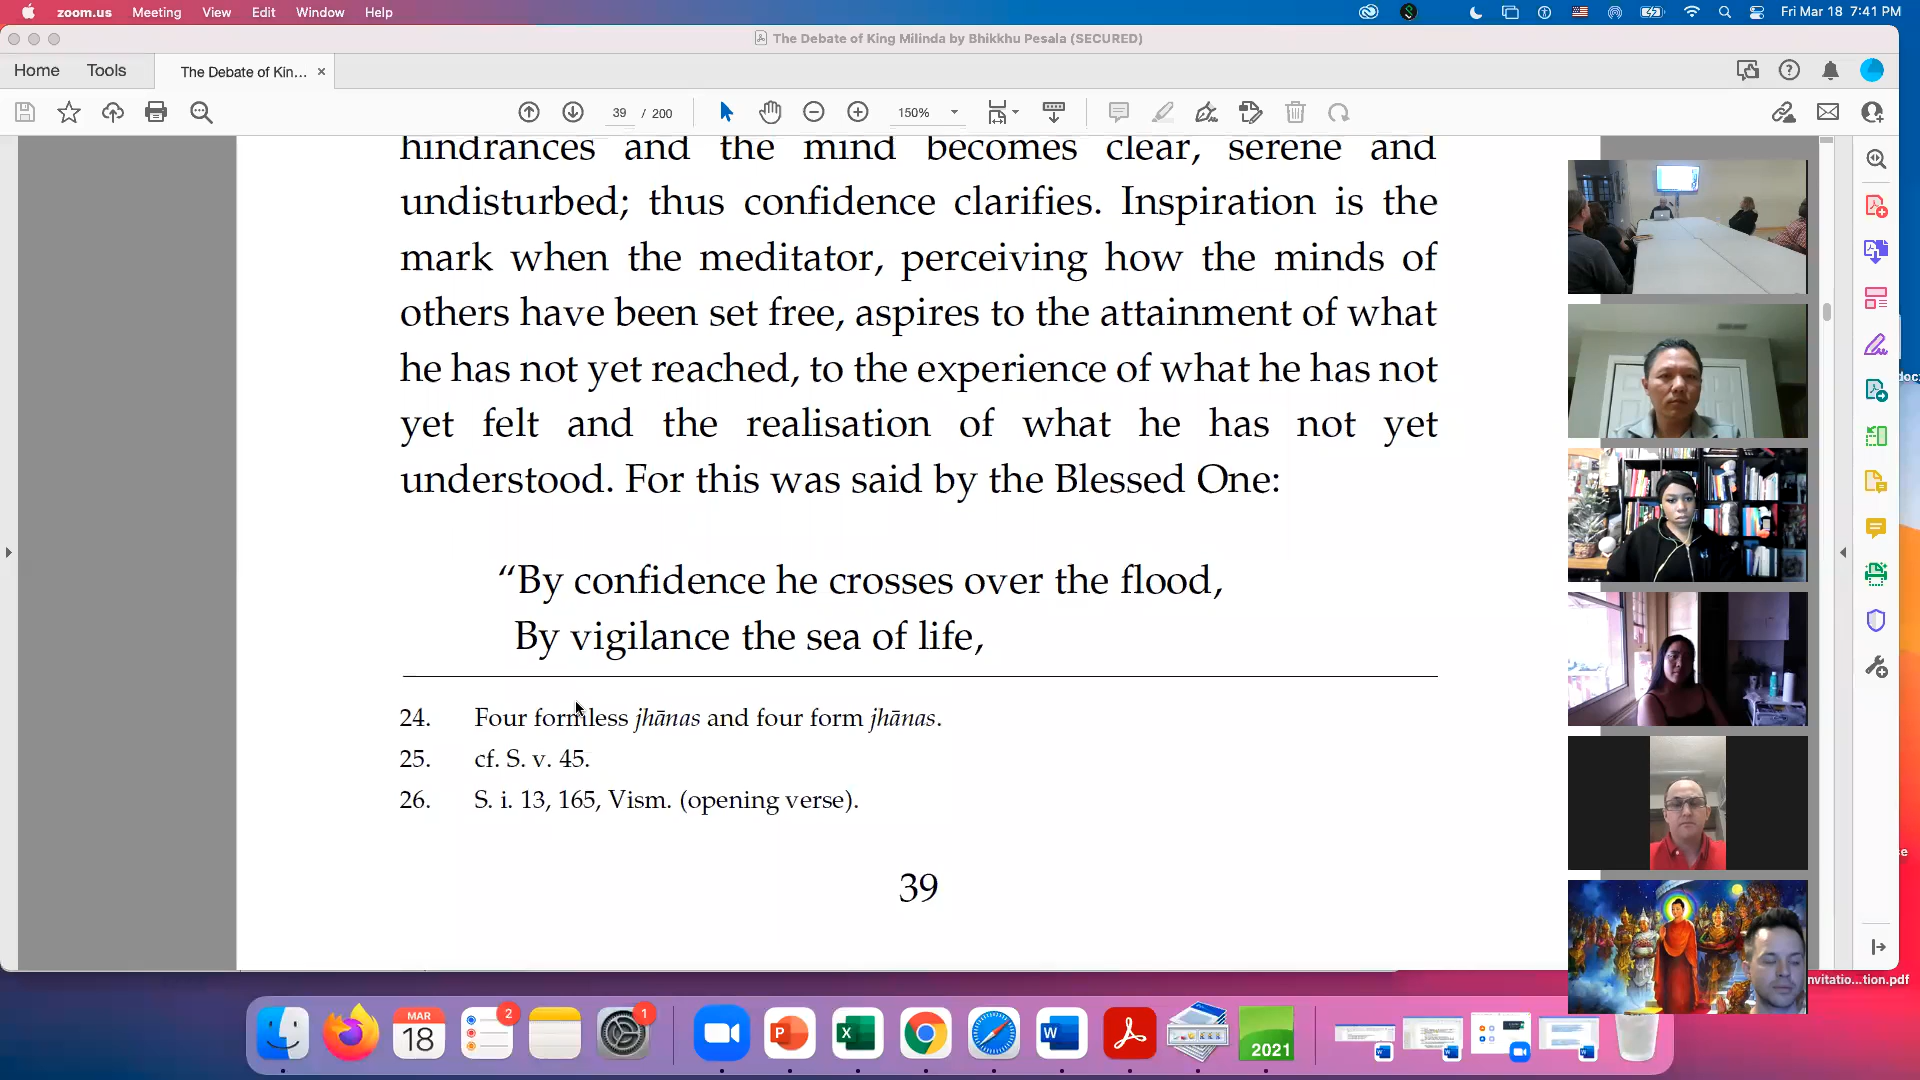 zoom.us Meeting View Edit Window Help Fri Mar 18 7:41 PM
The Debate of King Milinda by Bhikkhu Pesala (SECURED)
Home Tools The Debate of Kin... ×
39 / 200 150%
hindrances and the mind becomes clear, serene and
undisturbed; thus confidence clarifies. Inspiration is the
mark when the meditator, perceiving how the minds of
others have been set free, aspires to the attainment of what
he has not yet reached, to the experience of what he has not
yet felt and the realisation of what he has not yet
understood. For this was said by the Blessed One:
“By confidence he crosses over the flood,
By vigilance the sea of life,
24. Four formless jhānas and four form jhānas.
25. cf. S. v. 45.
26. S. i. 13, 165, Vism. (opening verse).
39
nvitatio...tion.pdf
MAR
18
2
1
2021